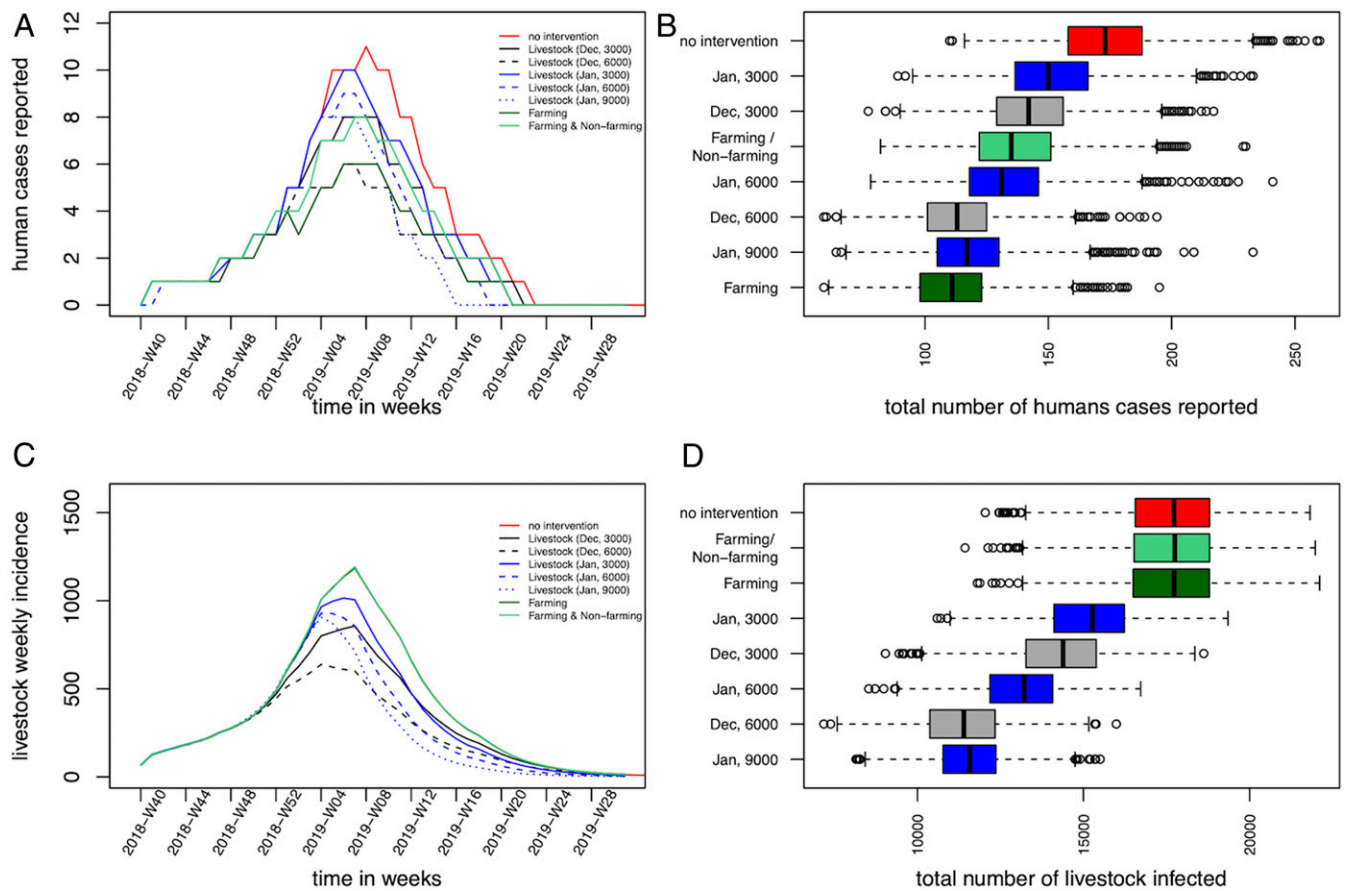 A
human cases reported
12
10
8
6
4
2
0
no intervention
Livestock (Dec, 3000)
Livestock (Dec, 6000)
Livestock (Jan, 3000)
Livestock (Jan, 6000)
Livestock (Jan, 9000)
Farming
Farming & Non-farming
2018-W40
2018-W44
2018-W48
2018-W52
2019-W04
2019-W08
2019-W12
2019-W16
2019-W20
2019-W24
2019-W28
time in weeks
B
no intervention
Jan, 3000
Dec, 3000
Farming /
Non-farming
Jan, 6000
Dec, 6000
Jan, 9000
Farming
100
150
200
250
total number of humans cases reported
C
livestock weekly incidence
1500
1000
500
0
no intervention
Livestock (Dec, 3000)
Livestock (Dec, 6000)
Livestock (Jan, 3000)
Livestock (Jan, 6000)
Livestock (Jan, 9000)
Farming
Farming & Non-farming
2018-W40
2018-W44
2018-W48
2018-W52
2019-W04
2019-W08
2019-W12
2019-W16
2019-W20
2019-W24
2019-W28
time in weeks
D
no intervention
Farming/
Non-farming
Farming
Jan, 3000
Dec, 3000
Jan, 6000
Dec, 6000
Jan, 9000
10000
15000
20000
total number of livestock infected